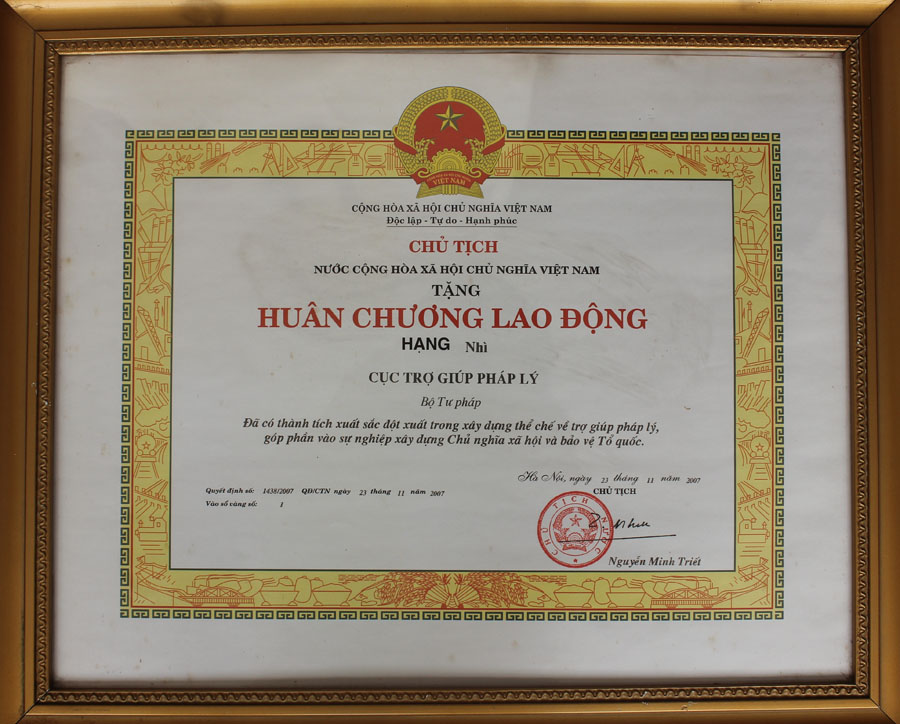 VIỆT NAM
CỘNG HÒA XÃ HỘI CHỦ NGHĨA VIỆT NAM
Độc lập - Tự do - Hạnh phúc
CHỦ TỊCH
NƯỚC CỘNG HÒA XÃ HỘI CHỦ NGHĨA VIỆT NAM
TẶNG
HUÂN CHƯƠNG LAO ĐỘNG
HẠNG Nhì
CỤC TRỢ GIÚP PHÁP LÝ
Bộ Tư pháp
Đã có thành tích xuất sắc đột xuất trong xây dựng thể chế về trợ giúp pháp lý,
góp phần vào sự nghiệp xây dựng Chủ nghĩa xã hội và bảo vệ Tổ quốc.
Hà Nội, ngày 23 tháng 11 năm 2007
CHỦ TỊCH
Quyết định số: 1438/2007 QĐ/CTN ngày 23 tháng 11 năm 2007
Vào sổ vàng số: 1
CHỦ TỊCH NƯỚC
Nguyễn Minh Triết